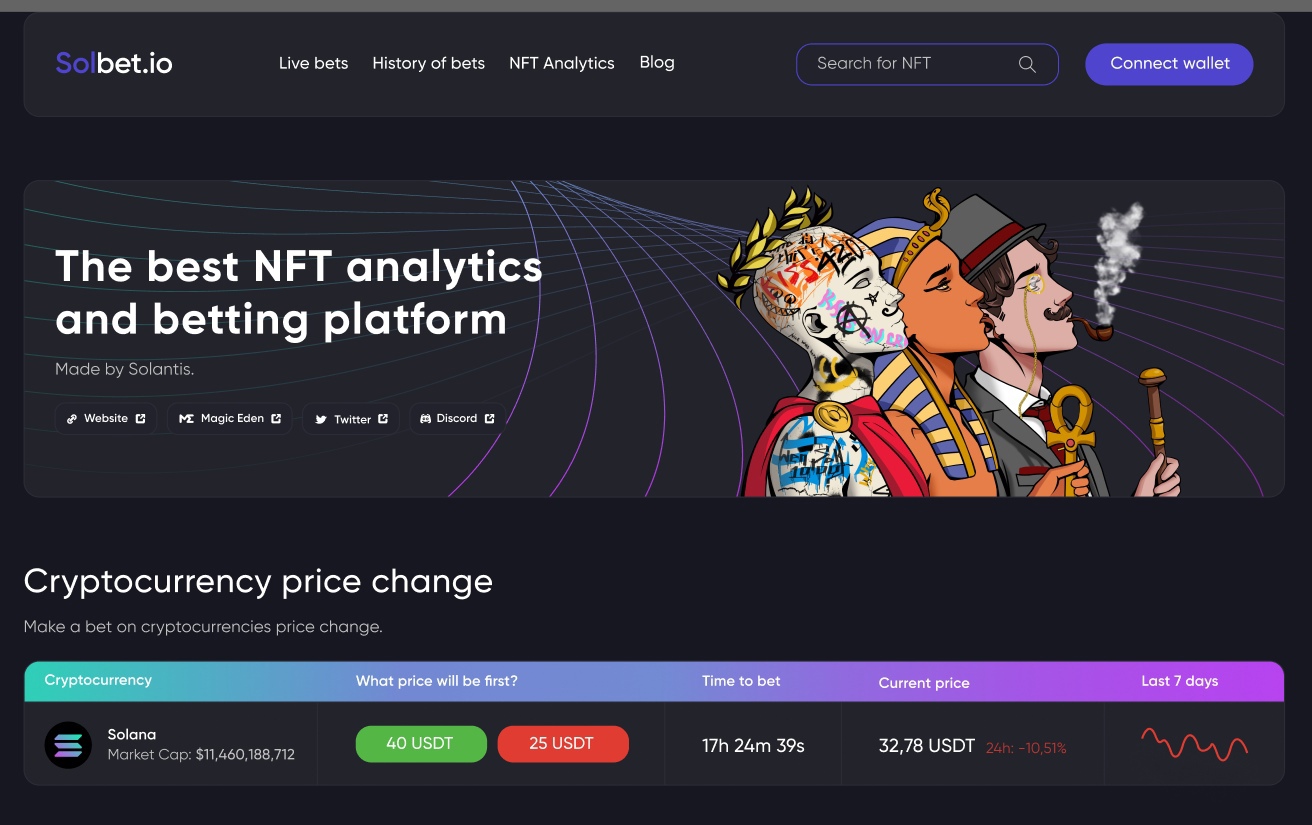 Solbet.io
Live bets
History of bets
NFT Analytics
Blog
Search for NFT
Connect wallet
The best NFT analytics
and betting platform
Made by Solantis.
Website
Magic Eden
Twitter
Discord
KISS
420
Cryptocurrency price change
Make a bet on cryptocurrencies price change.
Cryptocurrency
What price will be first?
Time to bet
Current price
Last 7 days
Solana
Market Cap: $11,460,188,712
40 USDT
25 USDT
17h 24m 39s
32,78 USDT
24h: -10,51%